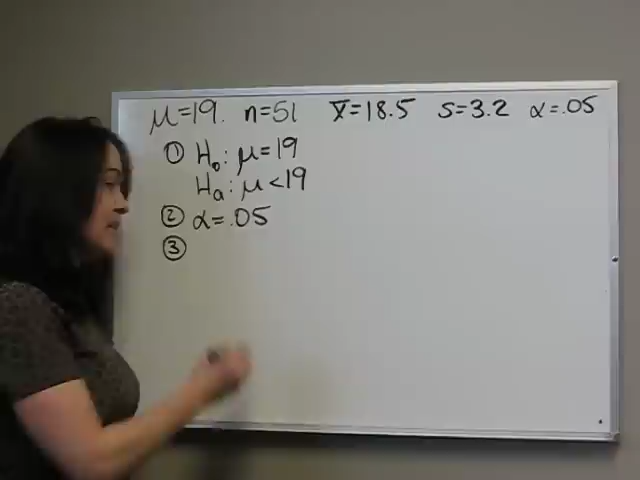 μ=19. n=51 x̄=18.5 s=3.2 α=.05
① H₀: μ=19
Hₐ: μ<19
② α=.05
③